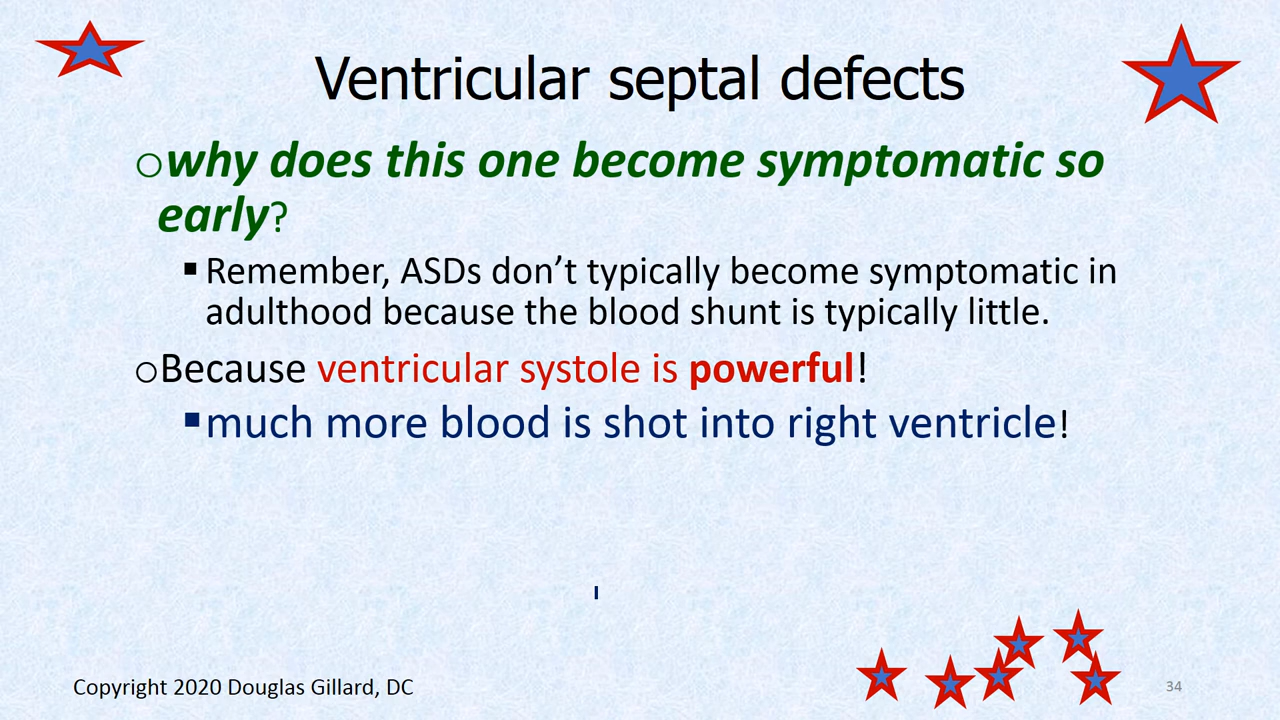 Ventricular septal defects
○why does this one become symptomatic so
early?
▪Remember, ASDs don’t typically become symptomatic in
adulthood because the blood shunt is typically little.
○Because ventricular systole is powerful!
▪much more blood is shot into right ventricle!
Copyright 2020 Douglas Gillard, DC
34